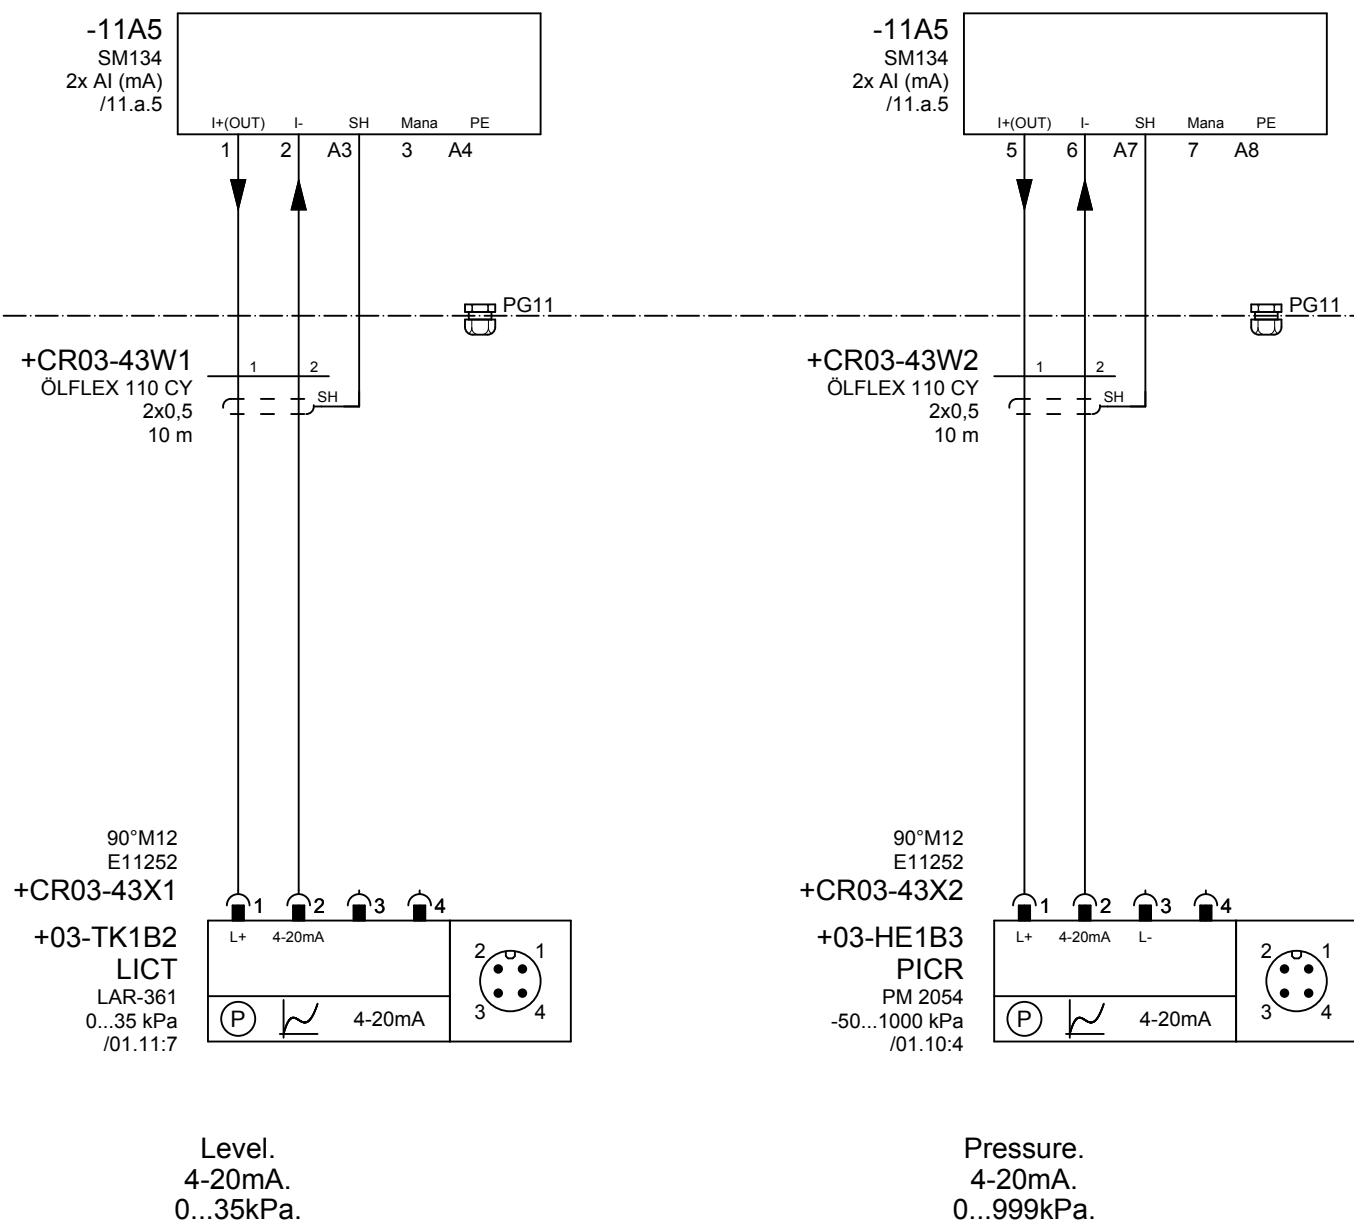 -11A5
SM134
2x AI (mA)
/11.a.5
I+(OUT) I- SH Mana PE
1 2 A3 3 A4
PG11
+CR03-43W1
ÖLFLEX 110 CY
2x0,5
10 m
1 2
SH
90°M12
E11252
+CR03-43X1
1 2 3 4
+03-TK1B2
LICT
LAR-361
0...35 kPa
/01.11:7
L+ 4-20mA
P 4-20mA
2 1
3 4
Level.
4-20mA.
0...35kPa.
-11A5
SM134
2x AI (mA)
/11.a.5
I+(OUT) I- SH Mana PE
5 6 A7 7 A8
PG11
+CR03-43W2
ÖLFLEX 110 CY
2x0,5
10 m
1 2
SH
90°M12
E11252
+CR03-43X2
1 2 3 4
+03-HE1B3
PICR
PM 2054
-50...1000 kPa
/01.10:4
L+ 4-20mA L-
P 4-20mA
2 1
3 4
Pressure.
4-20mA.
0...999kPa.